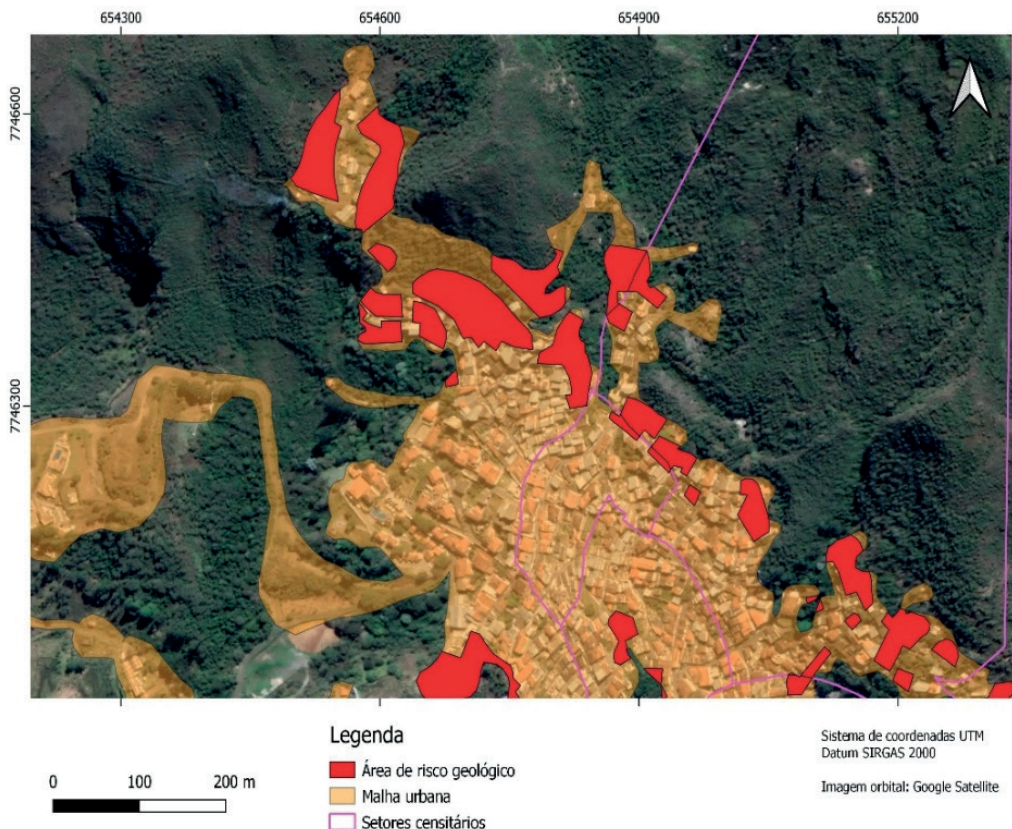 654300
654600
654900
655200
7746600
7746300
Legenda
Área de risco geológico
Malha urbana
Setores censitários
0 100 200 m
Sistema de coordenadas UTM
Datum SIRGAS 2000
Imagem orbital: Google Satellite